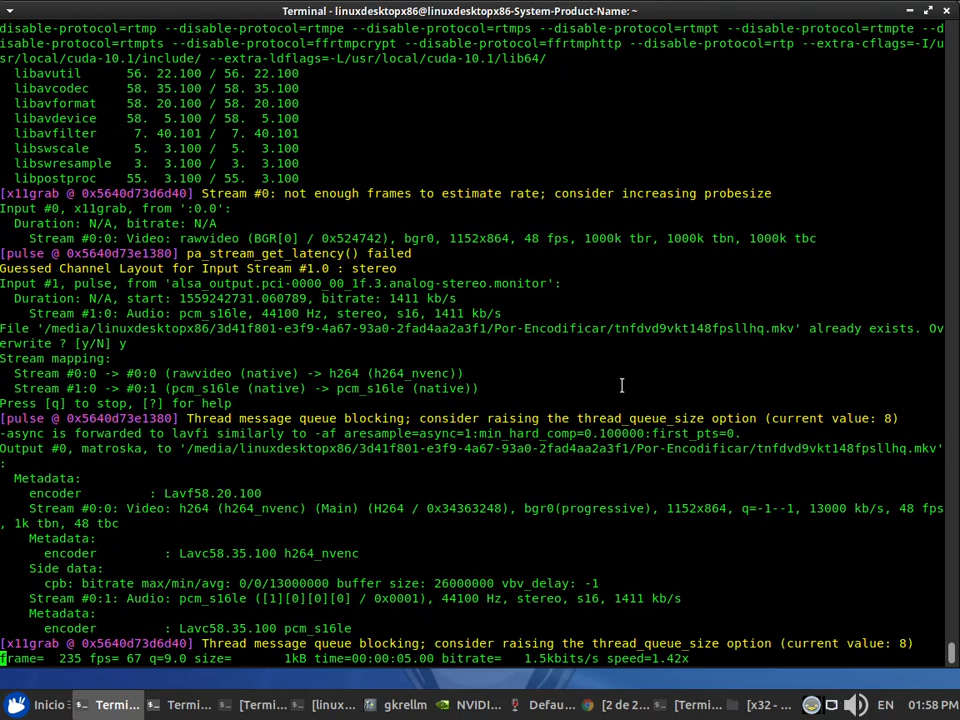 Terminal - linuxdesktopx86@linuxdesktopx86-System-Product-Name:~
disable-protocol=rtmp --disable-protocol=rtmpe --disable-protocol=rtmps --disable-protocol=rtmpt --disable-protocol=rtmpte --d
isable-protocol=rtmpts --disable-protocol=ffrtmpcrypt --disable-protocol=ffrtmphttp --disable-protocol=rtp --extra-cflags=-I/u
sr/local/cuda-10.1/include/ --extra-ldflags=-L/usr/local/cuda-10.1/lib64/
libavutil      56. 22.100 / 56. 22.100
libavcodec     58. 35.100 / 58. 35.100
libavformat    58. 20.100 / 58. 20.100
libavdevice    58.  5.100 / 58.  5.100
libavfilter     7. 40.101 /  7. 40.101
libswscale      5.  3.100 /  5.  3.100
libswresample   3.  3.100 /  3.  3.100
libpostproc    55.  3.100 / 55.  3.100
[x11grab @ 0x5640d73d6d40] Stream #0: not enough frames to estimate rate; consider increasing probesize
Input #0, x11grab, from ':0.0':
Duration: N/A, bitrate: N/A
Stream #0:0: Video: rawvideo (BGR[0] / 0x524742), bgr0, 1152x864, 48 fps, 1000k tbr, 1000k tbn, 1000k tbc
[pulse @ 0x5640d73e1380] pa_stream_get_latency() failed
Guessed Channel Layout for Input Stream #1.0 : stereo
Input #1, pulse, from 'alsa_output.pci-0000_00_1f.3.analog-stereo.monitor':
Duration: N/A, start: 1559242731.060789, bitrate: 1411 kb/s
Stream #1:0: Audio: pcm_s16le, 44100 Hz, stereo, s16, 1411 kb/s
File '/media/linuxdesktopx86/3d41f801-e3f9-4a67-93a0-2fad4aa2a3f1/Por-Encodificar/tnfdvd9vkt148fpsllhq.mkv' already exists. Ov
erwrite ? [y/N] y
Stream mapping:
Stream #0:0 -> #0:0 (rawvideo (native) -> h264 (h264_nvenc))
Stream #1:0 -> #0:1 (pcm_s16le (native) -> pcm_s16le (native))
Press [q] to stop, [?] for help
[pulse @ 0x5640d73e1380] Thread message queue blocking; consider raising the thread_queue_size option (current value: 8)
-async is forwarded to lavfi similarly to -af aresample=async=1:min_hard_comp=0.100000:first_pts=0.
Output #0, matroska, to '/media/linuxdesktopx86/3d41f801-e3f9-4a67-93a0-2fad4aa2a3f1/Por-Encodificar/tnfdvd9vkt148fpsllhq.mkv'
:
Metadata:
encoder         : Lavf58.20.100
Stream #0:0: Video: h264 (h264_nvenc) (Main) (H264 / 0x34363248), bgr0(progressive), 1152x864, q=-1--1, 13000 kb/s, 48 fps
, 1k tbn, 48 tbc
Metadata:
encoder         : Lavc58.35.100 h264_nvenc
Side data:
cpb: bitrate max/min/avg: 0/0/13000000 buffer size: 26000000 vbv_delay: -1
Stream #0:1: Audio: pcm_s16le ([1][0][0][0] / 0x0001), 44100 Hz, stereo, s16, 1411 kb/s
Metadata:
encoder         : Lavc58.35.100 pcm_s16le
[x11grab @ 0x5640d73d6d40] Thread message queue blocking; consider raising the thread_queue_size option (current value: 8)
frame=  235 fps= 67 q=9.0 size=       1kB time=00:00:05.00 bitrate=   1.5kbits/s speed=1.42x
Inicio Termi... Termi... [Termi... [linux... gkrellm NVIDI... Defau... [2 de 2... [Termi... [x32 -... EN 01:58 PM